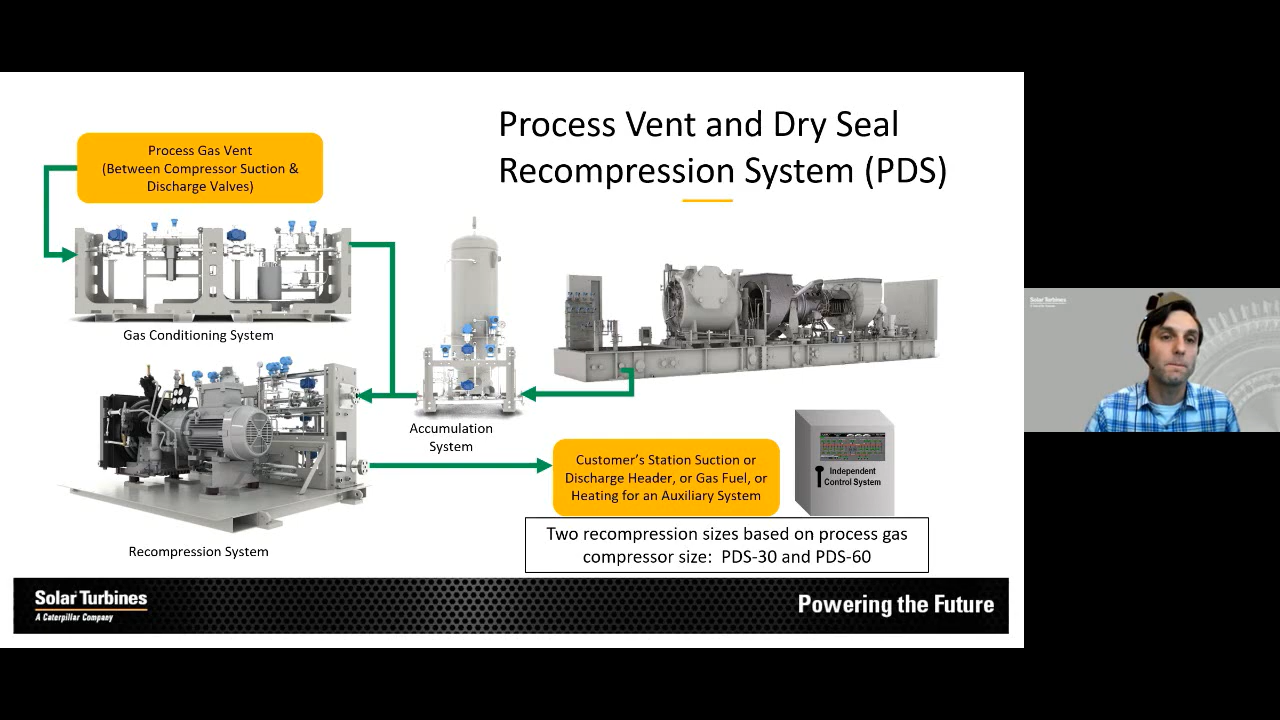 Process Vent and Dry Seal
Recompression System (PDS)
Process Gas Vent
(Between Compressor Suction &
Discharge Valves)
Gas Conditioning System
Accumulation
System
Recompression System
Customer's Station Suction or
Discharge Header, or Gas Fuel, or
Heating for an Auxiliary System
Independent
Control System
Two recompression sizes based on process gas
compressor size: PDS-30 and PDS-60
Solar Turbines
A Caterpillar Company
Powering the Future
Solar Turbines